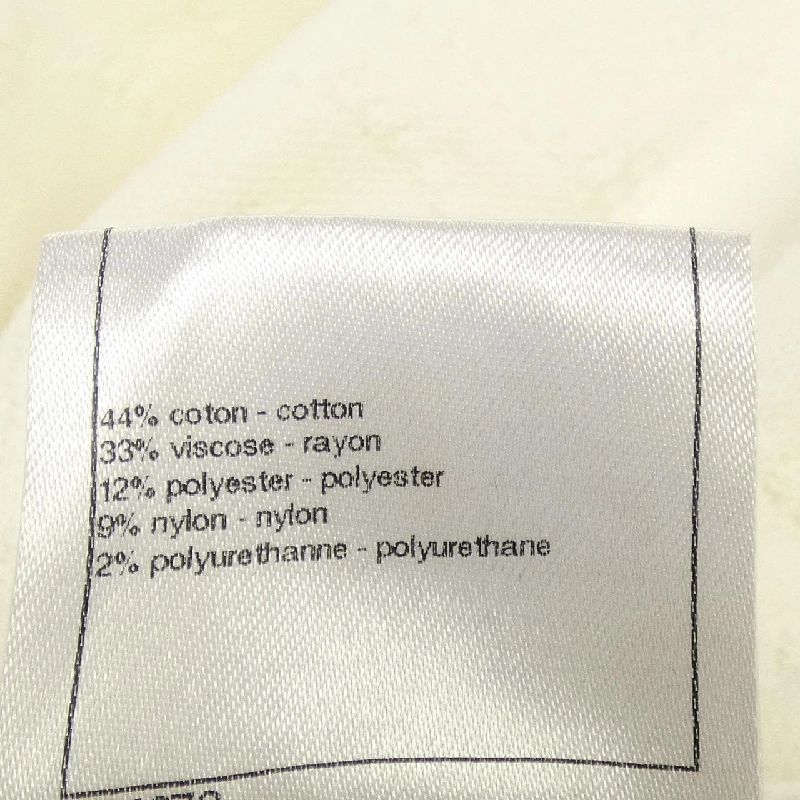 44% coton - cotton
33% viscose - rayon
12% polyester - polyester
9% nylon - nylon
2% polyurethanne - polyurethane